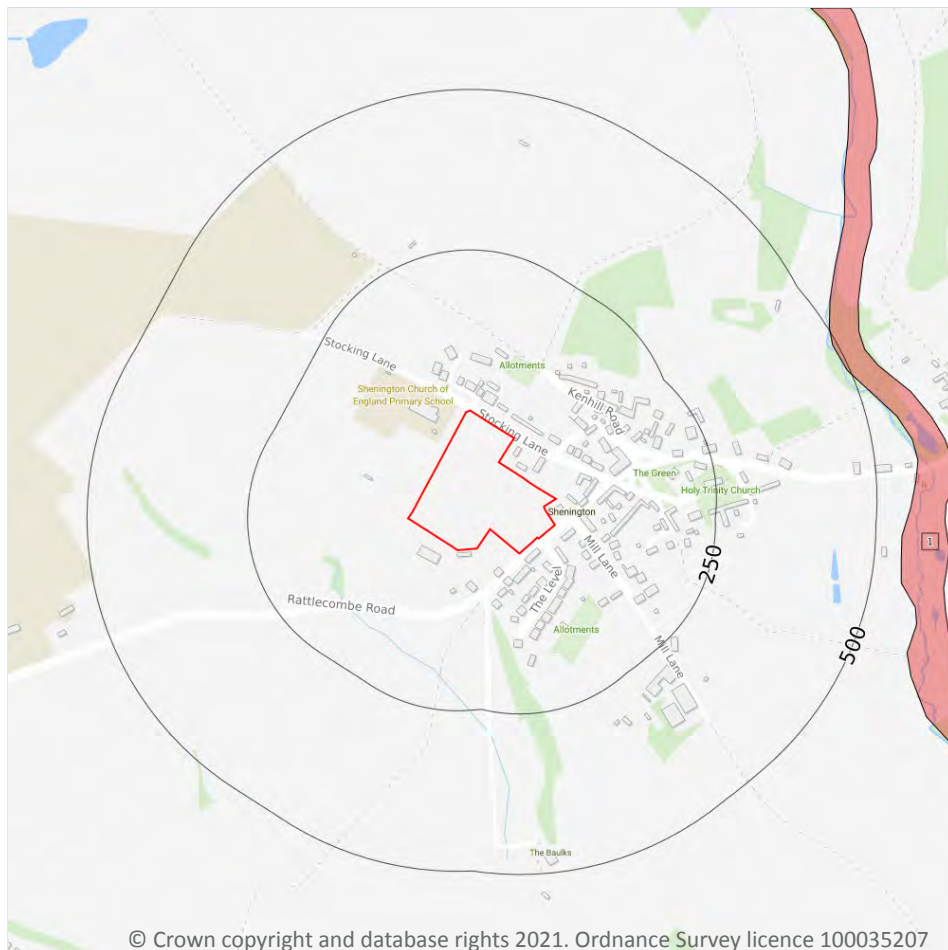 Stocking Lane
Allotments
Shenington Church of
England Primary School
Kenhill Road
Stocking Lane
The Green
Holy Trinity Church
Shenington
1
Mill Lane
250
The Level
Rattlecombe Road
Allotments
500
Mill Lane
The Baulks
© Crown copyright and database rights 2021. Ordnance Survey licence 100035207